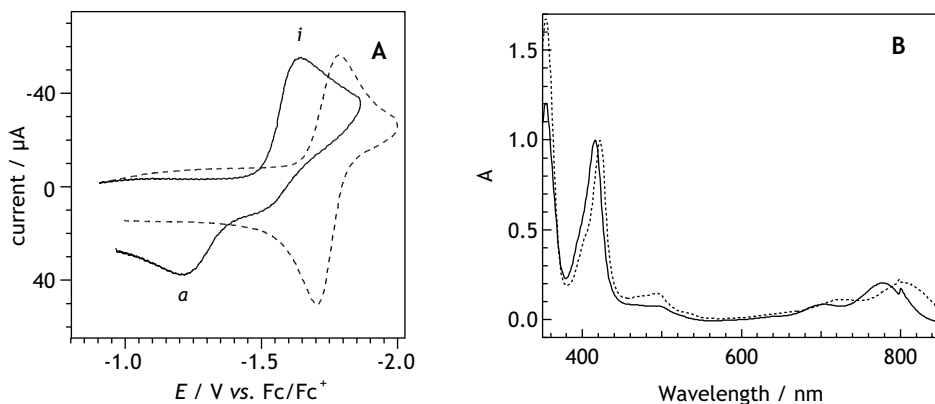 A
i
a
-40
0
40
current / µA
-1.0
-1.5
-2.0
E / V vs. Fc/Fc+
B
1.5
1.0
0.5
0.0
A
400
600
800
Wavelength / nm